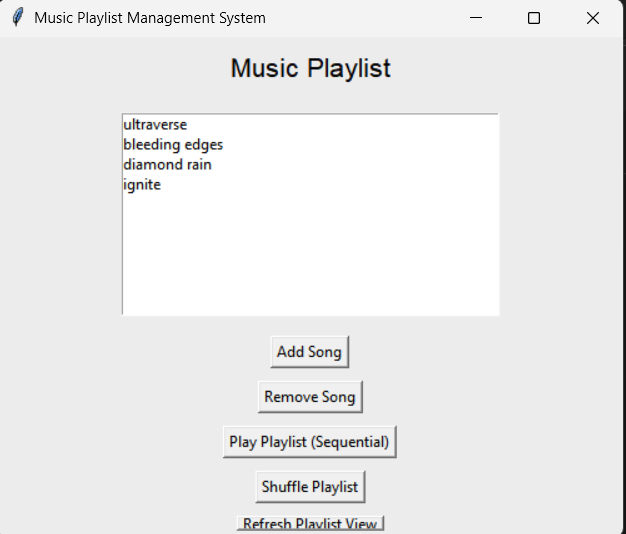 Music Playlist Management System
Music Playlist
ultraverse
bleeding edges
diamond rain
ignite
Add Song
Remove Song
Play Playlist (Sequential)
Shuffle Playlist
Refresh Playlist View